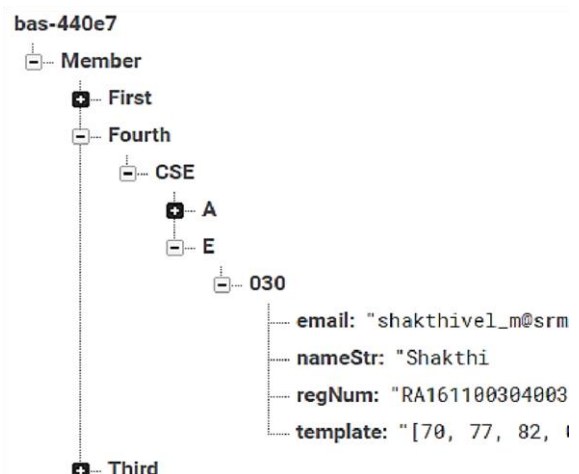 bas-440e7
Member
First
Fourth
CSE
A
E
030
email: "shakthivel_m@srm
nameStr: "Shakthi
regNum: "RA161100304003
template: "[70, 77, 82,
Third